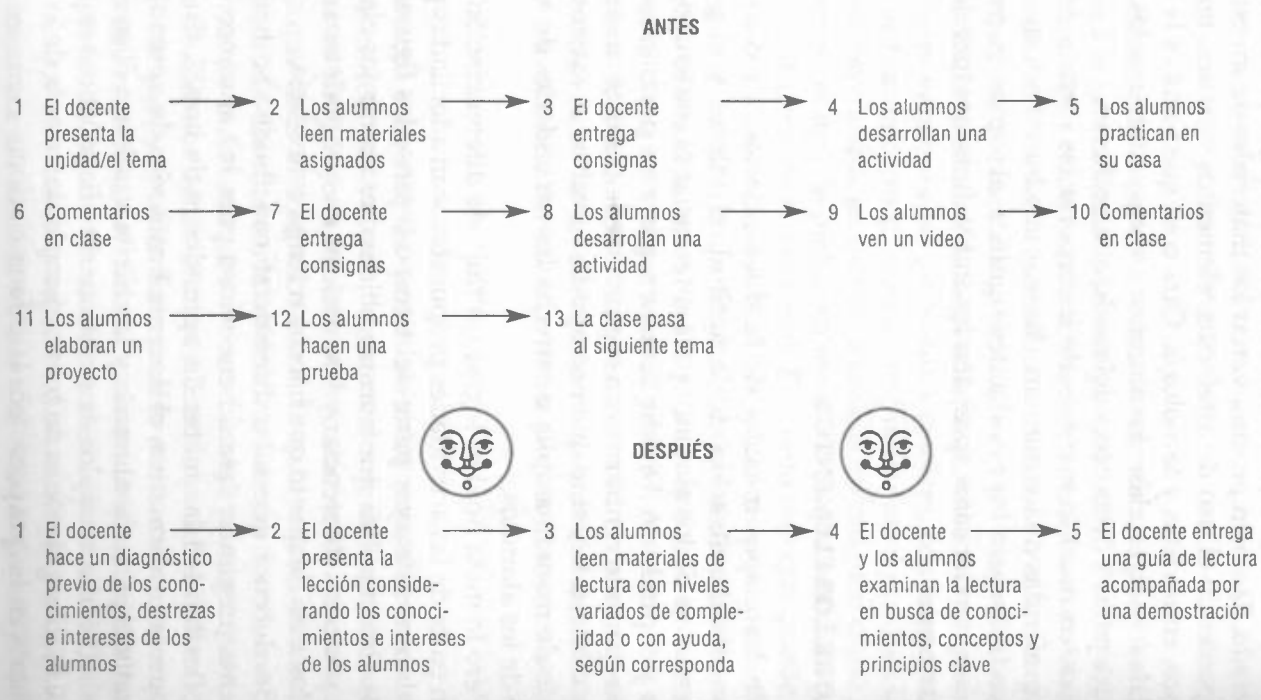 ANTES
1 El docente
presenta la
unidad/el tema
2 Los alumnos
leen materiales
asignados
3 El docente
entrega
consignas
4 Los alumnos
desarrollan una
actividad
5 Los alumnos
practican en
su casa
6 Comentarios
en clase
7 El docente
entrega
consignas
8 Los alumnos
desarrollan una
actividad
9 Los alumnos
ven un video
10 Comentarios
en clase
11 Los alumnos
elaboran un
proyecto
12 Los alumnos
hacen una
prueba
13 La clase pasa
al siguiente tema
DESPUÉS
1 El docente
hace un diagnóstico
previo de los cono-
cimientos, destrezas
e intereses de los
alumnos
2 El docente
presenta la
lección conside-
rando los conoci-
mientos e intereses
de los alumnos
3 Los alumnos
leen materiales de
lectura con niveles
variados de comple-
jidad o con ayuda,
según corresponda
4 El docente
y los alumnos
examinan la lectura
en busca de conoci-
mientos, conceptos y
principios clave
5 El docente entrega
una guía de lectura
acompañada por
una demostración